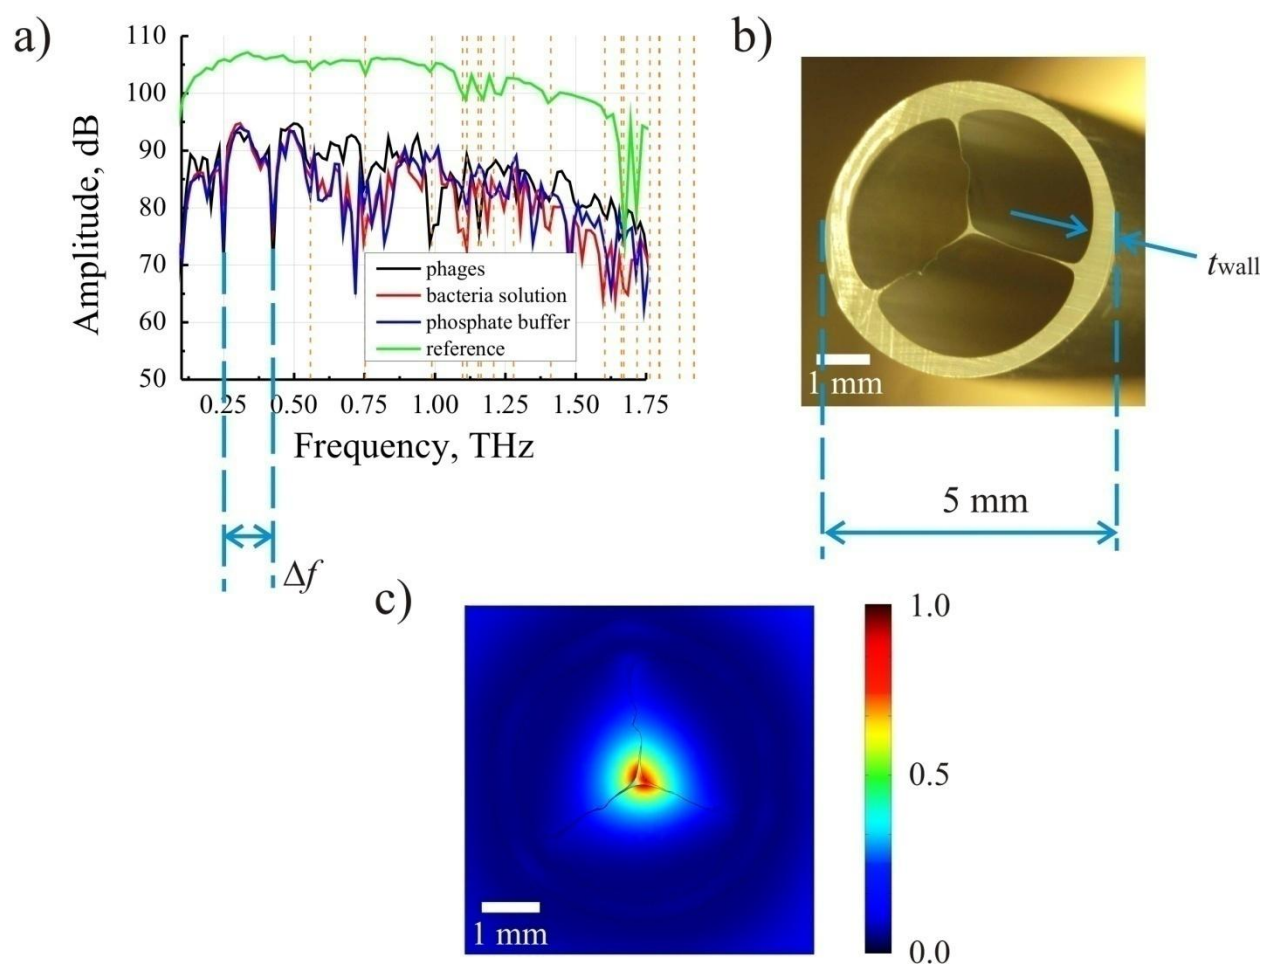 a)
110
100
90
80
70
60
50
Amplitude, dB
phages
bacteria solution
phosphate buffer
reference
0.25
0.50
0.75
1.00
1.25
1.50
1.75
Frequency, THz
Δf
b)
twall
1 mm
5 mm
c)
1 mm
1.0
0.5
0.0